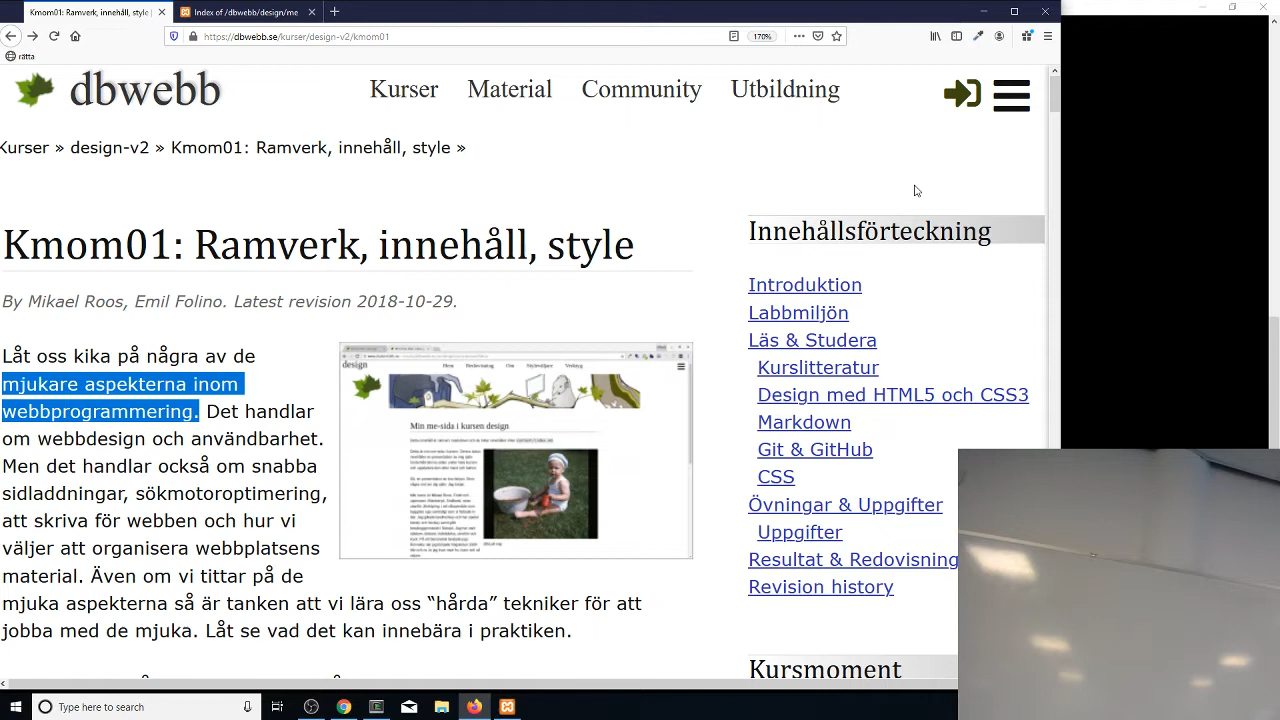 Kmom01: Ramverk, innehåll, style
Index of /dbwebb/design/me
https://dbwebb.se/kurser/design-v2/kmom01
170%
rätta
dbwebb
Kurser Material Community Utbildning
Kurser » design-v2 » Kmom01: Ramverk, innehåll, style »
Kmom01: Ramverk, innehåll, style
By Mikael Roos, Emil Folino. Latest revision 2018-10-29.
Låt oss kika på några av de
mjukare aspekterna inom
webbprogrammering. Det handlar
om webbdesign och användbarhet.
Men det handlar också om snabba
sidladdningar, sökmotoroptimering,
att skriva för webben och hur vi
väljer att organisera webbplatsens
material. Även om vi tittar på de
mjuka aspekterna så är tanken att vi lära oss “hårda” tekniker för att
jobba med de mjuka. Låt se vad det kan innebära i praktiken.
design
Min me-sida i kursen design
Innehållsförteckning
Introduktion
Labbmiljön
Läs & Studera
Kurslitteratur
Design med HTML5 och CSS3
Markdown
Git & GitHub
CSS
Övningar & Uppgifter
Uppgifter
Resultat & Redovisning
Revision history
Kursmoment
Type here to search